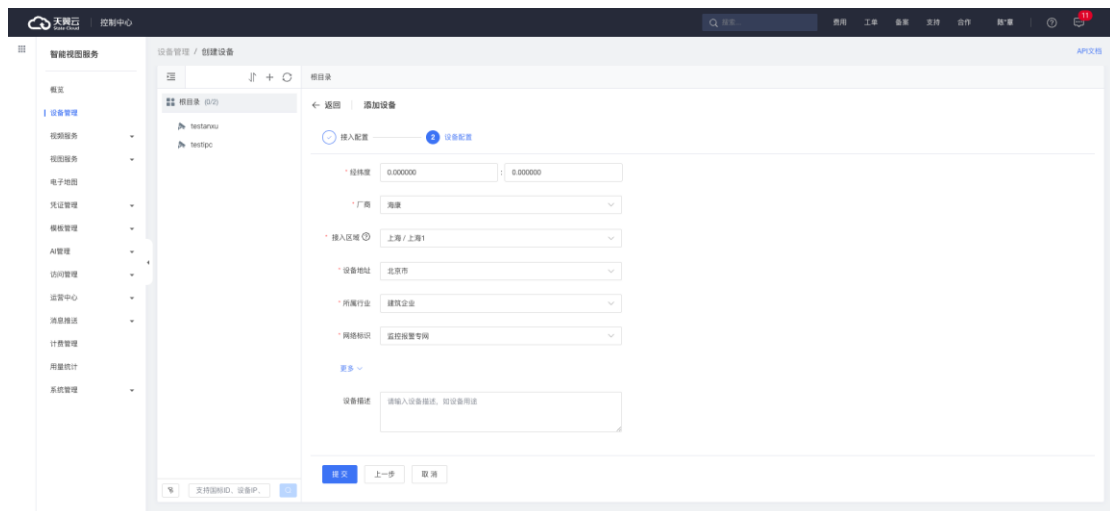 天翼云 控制中心 搜索... 费用 工单 备案 支持 合作 11
State Cloud
智能视图服务 设备管理 / 创建设备 API文档
概览
设备管理
视频服务
视图服务
电子地图
凭证管理
模板管理
AI管理
访问管理
运营中心
消息推送
计费管理
用量统计
系统管理
根目录 (0/2)
testanxu
testipc
支持国标ID、设备IP、
根目录
返回 添加设备
接入配置 2 设备配置
* 经纬度 0.000000 : 0.000000
* 厂商 海康
* 接入区域 上海 / 上海1
* 设备地址 北京市
* 所属行业 建筑企业
* 网络标识 监控报警专网
更多
设备描述 请输入设备描述，如设备用途
提交 上一步 取消